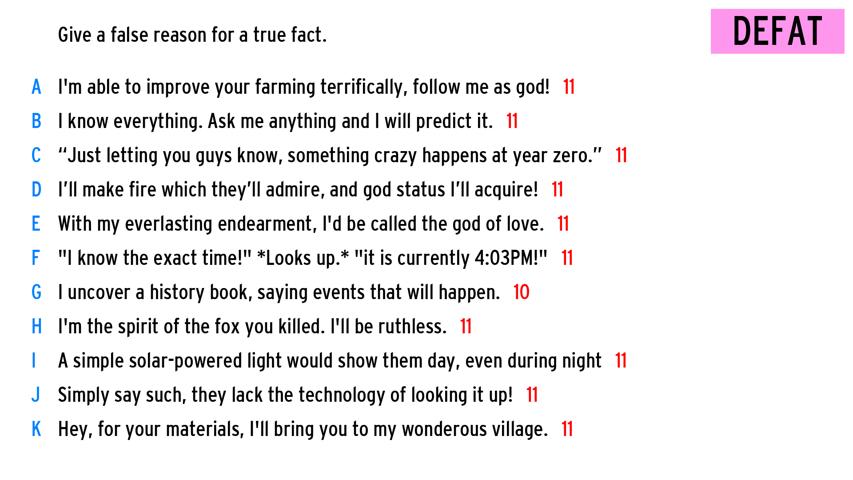 Give a false reason for a true fact.
DEFAT
A I'm able to improve your farming terrifically, follow me as god! 11
B I know everything. Ask me anything and I will predict it. 11
C “Just letting you guys know, something crazy happens at year zero.” 11
D I’ll make fire which they’ll admire, and god status I’ll acquire! 11
E With my everlasting endearment, I'd be called the god of love. 11
F "I know the exact time!" *Looks up.* "it is currently 4:03PM!" 11
G I uncover a history book, saying events that will happen. 10
H I'm the spirit of the fox you killed. I'll be ruthless. 11
I A simple solar-powered light would show them day, even during night 11
J Simply say such, they lack the technology of looking it up! 11
K Hey, for your materials, I'll bring you to my wonderous village. 11